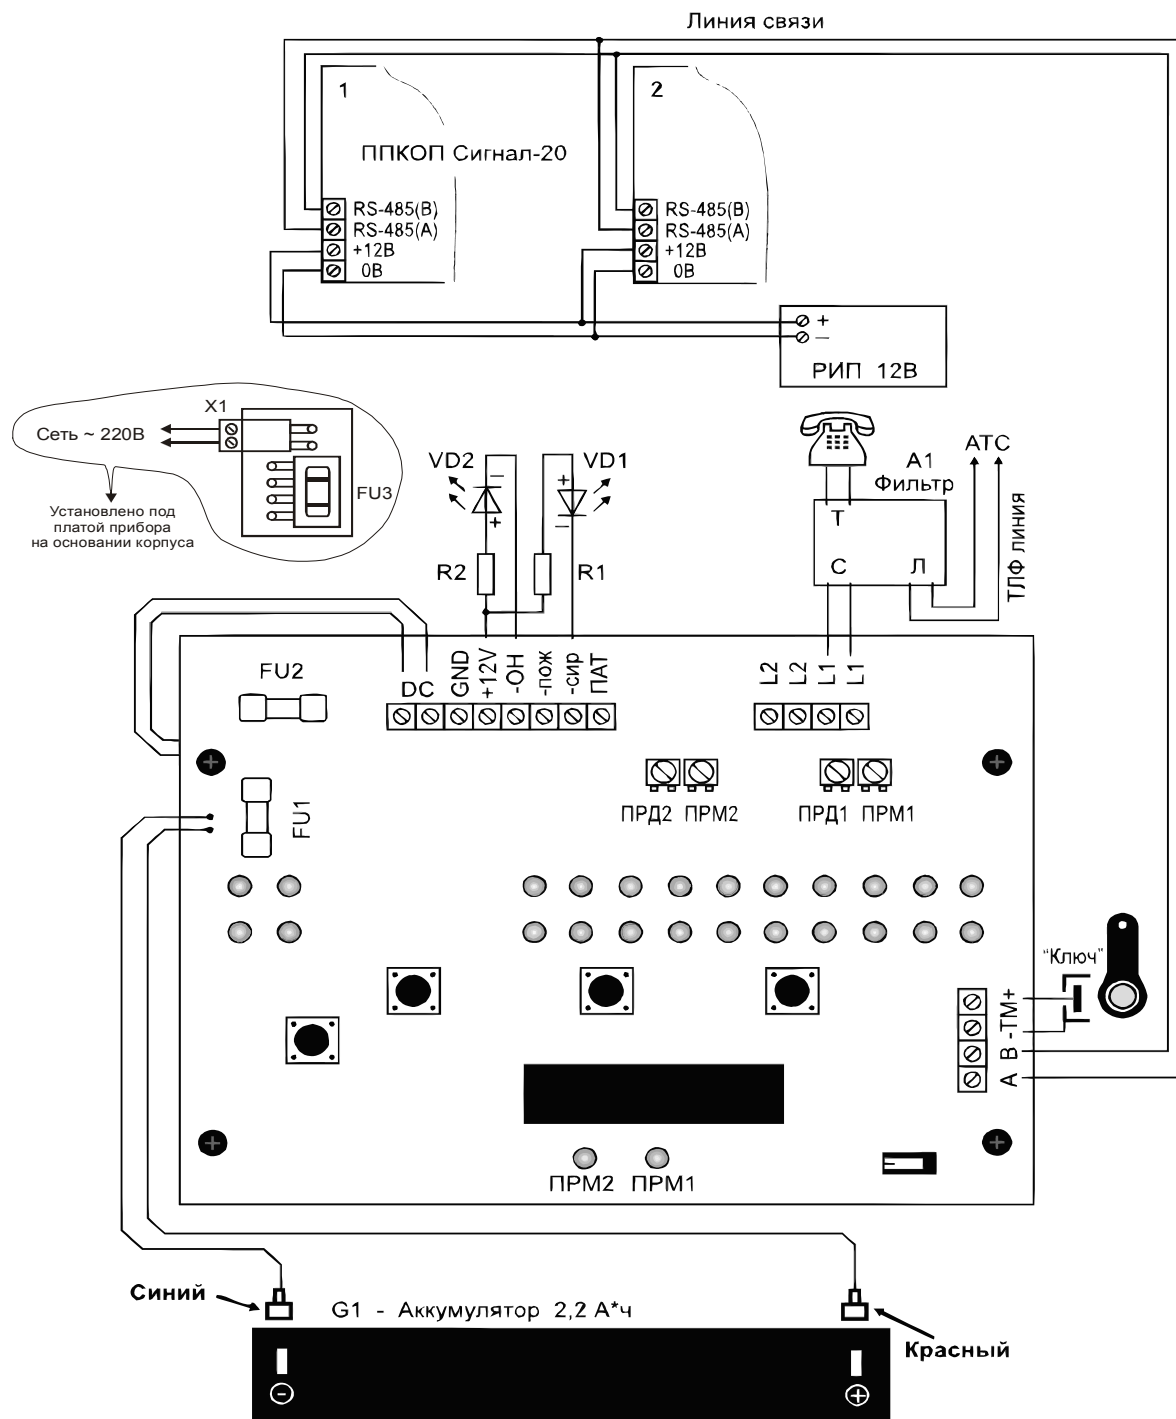 Линия связи
1
2
ППКОП Сигнал-20
RS-485(B)
RS-485(A)
+12В
0В
RS-485(B)
RS-485(A)
+12В
0В
+
–
РИП 12В
X1
Сеть ~ 220В
FU3
Установлено под
платой прибора
на основании корпуса
VD2
–
+
VD1
+
–
R2
R1
А1
Фильтр
АТС
Т
С
Л
ТЛФ линия
FU2
DC
GND
+12V
-ОН
-пож
-сир
ПАТ
L2
L2
L1
L1
FU1
ПРД2 ПРМ2
ПРД1 ПРМ1
"Ключ"
-ТМ+
В
А
ПРМ2 ПРМ1
Синий
G1 - Аккумулятор 2,2 А*ч
Красный
-
+